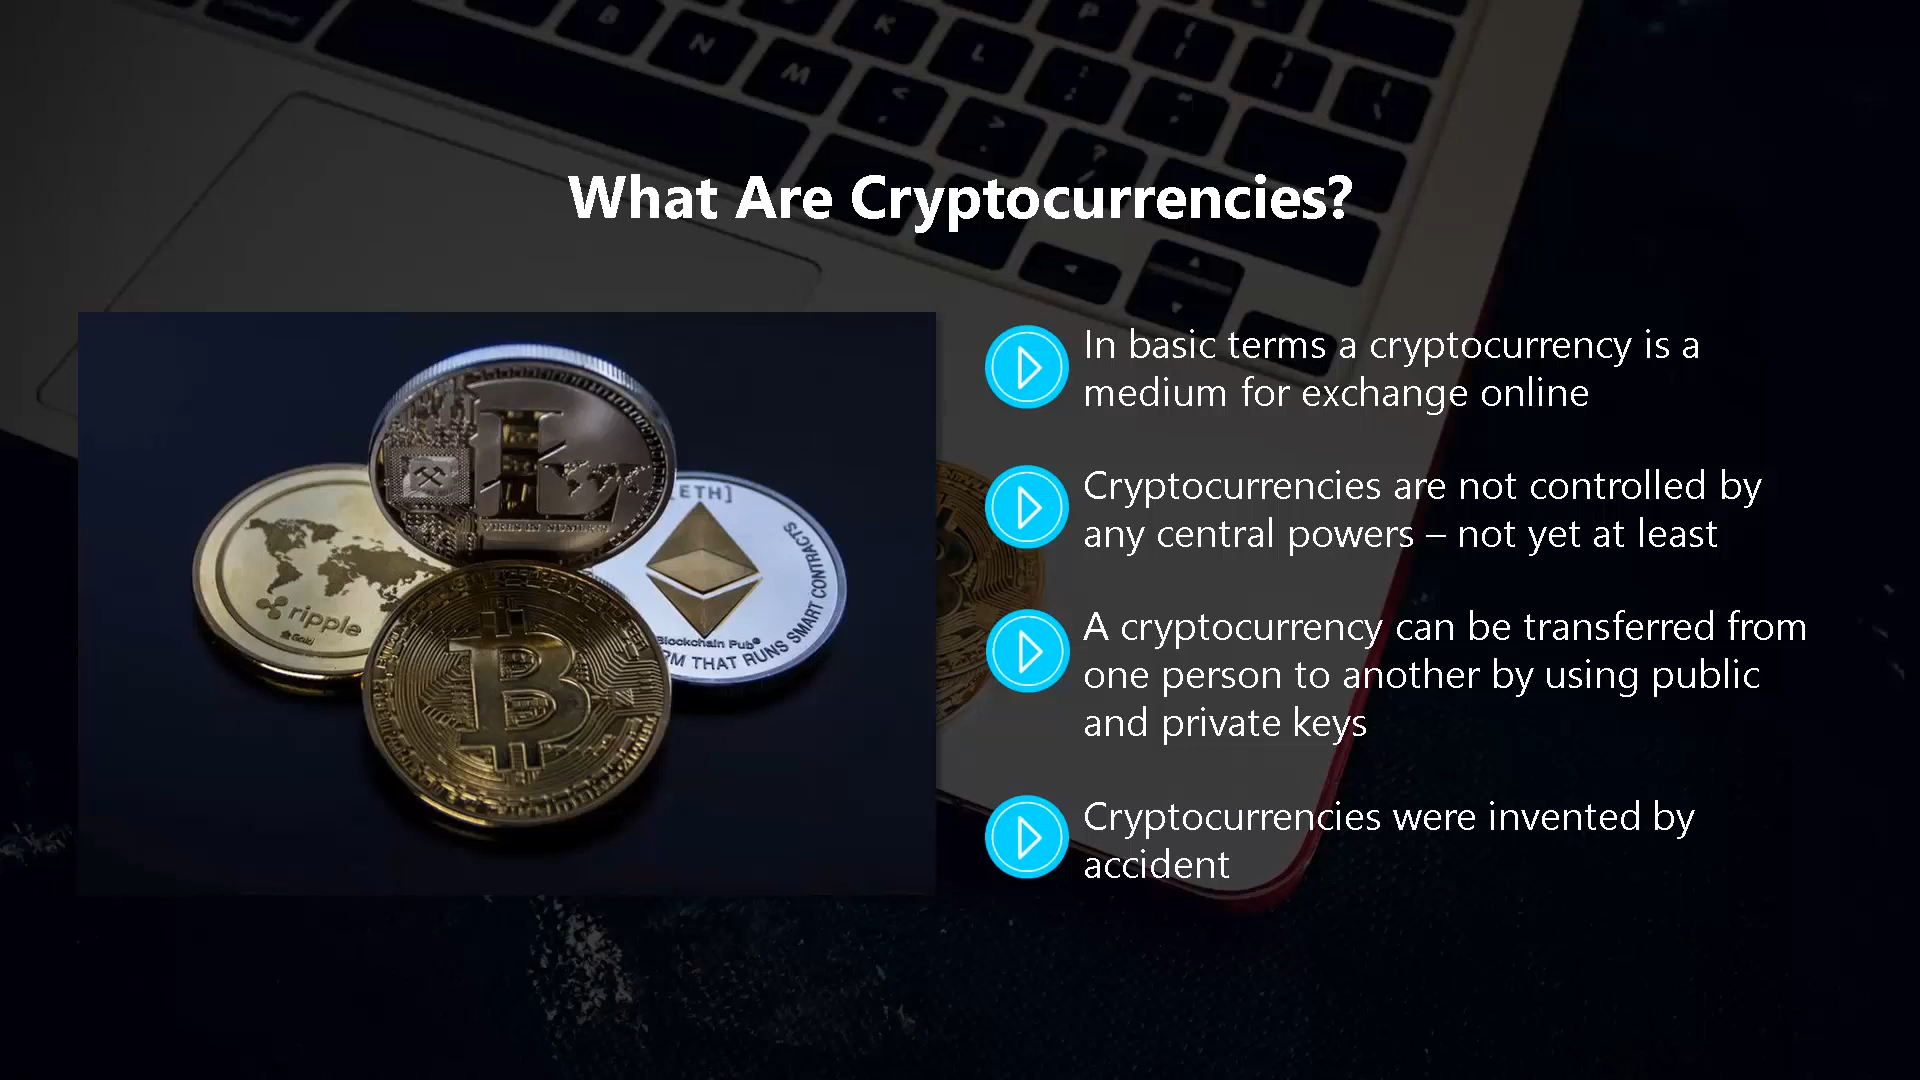 B
K
P
N
L
M
What Are Cryptocurrencies?
In basic terms a cryptocurrency is a
medium for exchange online
Cryptocurrencies are not controlled by
any central powers – not yet at least
A cryptocurrency can be transferred from
one person to another by using public
and private keys
Cryptocurrencies were invented by
accident
[ETH]
SMART CONTRACTS
ripple
Gold
Blockchain Pub®
RM THAT RUNS